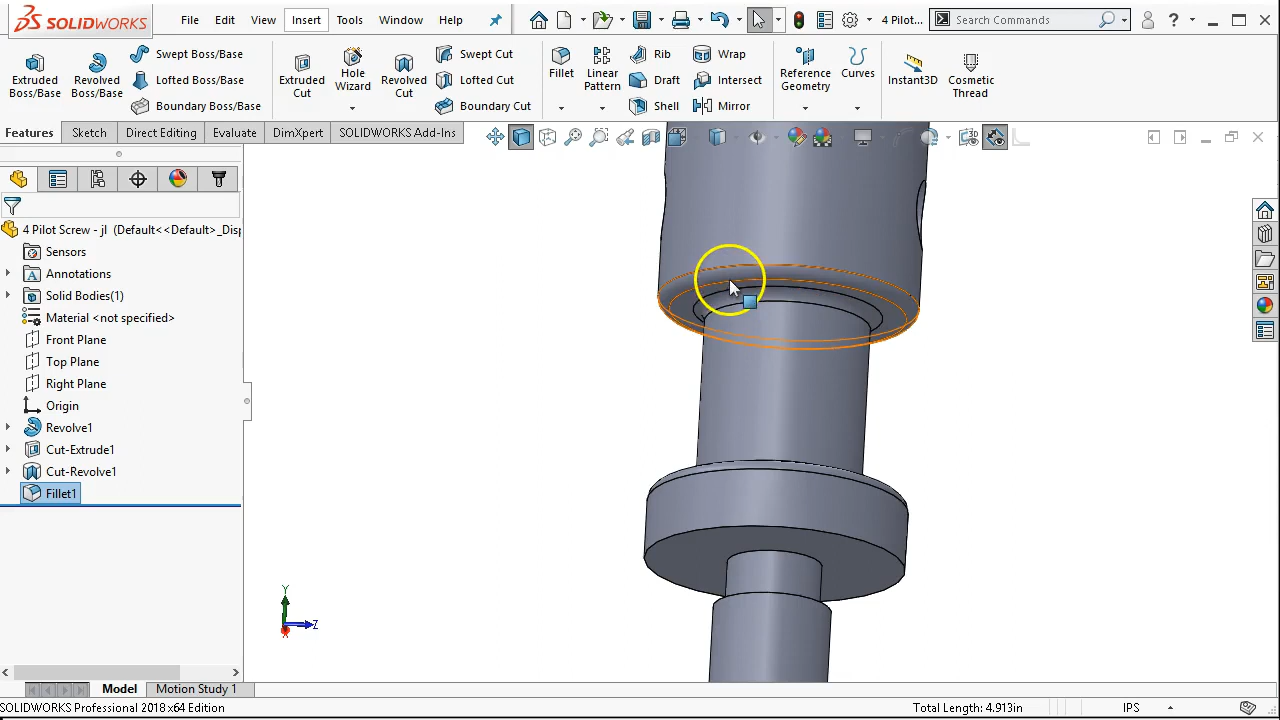 SOLIDWORKS
File Edit View Insert Tools Window Help
4 Pilot...
Search Commands
Extruded Boss/Base
Revolved Boss/Base
Swept Boss/Base
Lofted Boss/Base
Boundary Boss/Base
Extruded Cut
Hole Wizard
Revolved Cut
Swept Cut
Lofted Cut
Boundary Cut
Fillet
Linear Pattern
Rib
Draft
Shell
Wrap
Intersect
Mirror
Reference Geometry
Curves
Instant3D
Cosmetic Thread
Features Sketch Direct Editing Evaluate DimXpert SOLIDWORKS Add-Ins
4 Pilot Screw - jl (Default<<Default>_Disp
Sensors
Annotations
Solid Bodies(1)
Material <not specified>
Front Plane
Top Plane
Right Plane
Origin
Revolve1
Cut-Extrude1
Cut-Revolve1
Fillet1
Y
Z
X
Model Motion Study 1
SOLIDWORKS Professional 2018 x64 Edition
Total Length: 4.913in
IPS